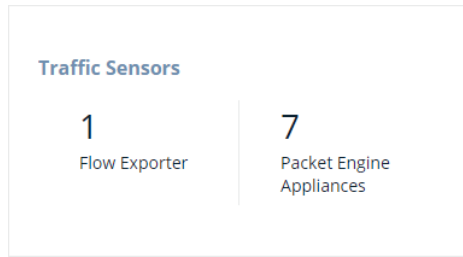 Traffic Sensors
1
Flow Exporter
7
Packet Engine
Appliances